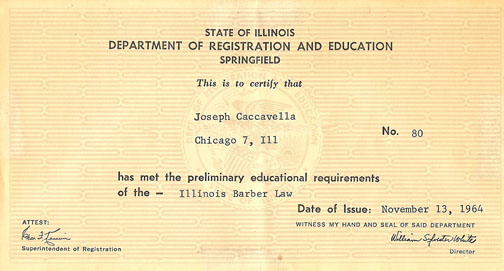 STATE OF ILLINOIS
DEPARTMENT OF REGISTRATION AND EDUCATION
SPRINGFIELD
This is to certify that
Joseph Caccavella
Chicago 7, Ill
No. 80
has met the preliminary educational requirements
of the – Illinois Barber Law
Date of Issue: November 13, 1964
ATTEST:
WITNESS MY HAND AND SEAL OF SAID DEPARTMENT
William Sylvester White
Superintendent of Registration
Director